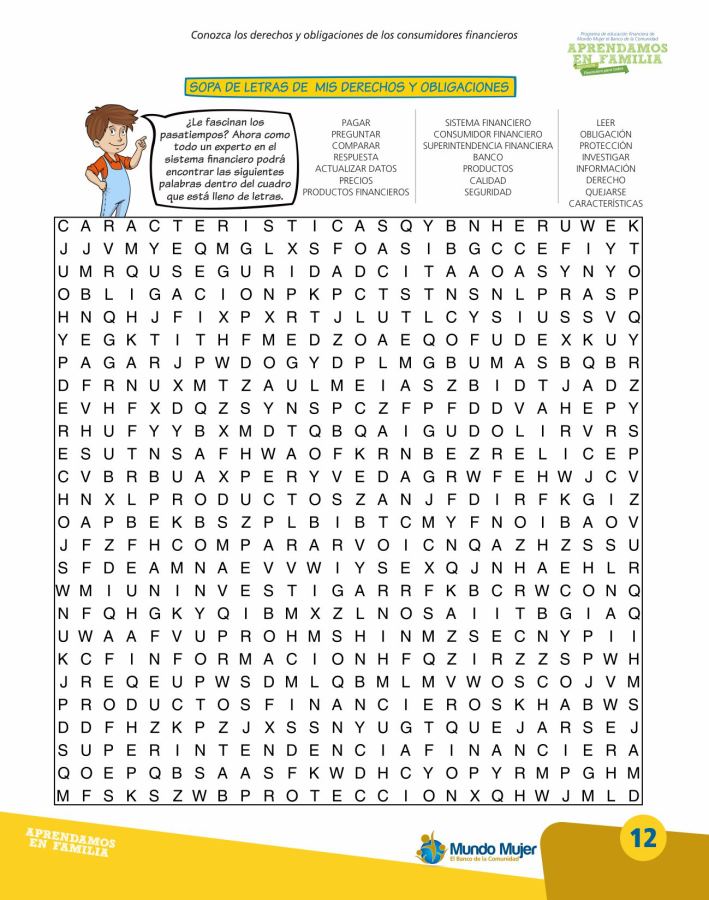 Conozca los derechos y obligaciones de los consumidores financieros
Programa de educación financiera de
Mundo Mujer el Banco de la Comunidad
APRENDAMOS
EN FAMILIA
SOPA DE LETRAS DE MIS DERECHOS Y OBLIGACIONES
¿Le fascinan los
pasatiempos? Ahora como
todo un experto en el
sistema financiero podrá
encontrar las siguientes
palabras dentro del cuadro
que está lleno de letras.
PAGAR
PREGUNTAR
COMPARAR
RESPUESTA
ACTUALIZAR DATOS
PRECIOS
PRODUCTOS FINANCIEROS
SISTEMA FINANCIERO
CONSUMIDOR FINANCIERO
SUPERINTENDENCIA FINANCIERA
BANCO
PRODUCTOS
CALIDAD
SEGURIDAD
LEER
OBLIGACIÓN
PROTECCIÓN
INVESTIGAR
INFORMACIÓN
DERECHO
QUEJARSE
CARACTERÍSTICAS
C A R A C T E R I S T I C A S Q Y B N H E R U W E K
J J V M Y E Q M G L X S F O A S I B G C C E F I Y T
U M R Q U S E G U R I D A D C I T A A O A S Y N Y O
O B L I G A C I O N P K P C T S T N S N L P R A S P
H N Q H J F I X P X R T J L U T L C Y S I U S S V Q
Y E G K T I T H F M E D Z O A E Q O F U D E X K U Y
P A G A R J P W D O G Y D P L M G B U M A S B Q B R
D F R N U X M T Z A U L M E I A S Z B I D T J A D Z
E V H F X D Q Z S Y N S P C Z F P F D D V A H E P Y
R H U F Y Y B X M D T Q B Q A I G U D O L I R V R S
E S U T N S A F H W A O F K R N B E Z R E L I C E P
C V B R B U A X P E R Y V E D A G R W F E H W J C V
H N X L P R O D U C T O S Z A N J F D I R F K G I Z
O A P B E K B S Z P L B I B T C M Y F N O I B A O V
J F Z F H C O M P A R A R V O I C N Q A Z H Z S S U
S F D E A M N A E V V W I Y S E X Q J N H A E H L R
W M I U N I N V E S T I G A R R F K B C R W C O N Q
N F Q H G K Y Q I B M X Z L N O S A I I T B G I A Q
U W A A F V U P R O H M S H I N M Z S E C N Y P I I
K C F I N F O R M A C I O N H F Q Z I R Z Z S P W H
J R E Q E U P W S D M L Q B M L M V W O S C O J V M
P R O D U C T O S F I N A N C I E R O S K H A B W S
D D F H Z K P Z J X S S N Y U G T Q U E J A R S E J
S U P E R I N T E N D E N C I A F I N A N C I E R A
Q O E P Q B S A A S F K W D H C Y O P Y R M P G H M
M F S K S Z W B P R O T E C C I O N X Q H W J M L D
APRENDAMOS
EN FAMILIA
Mundo Mujer
El Banco de la Comunidad
12